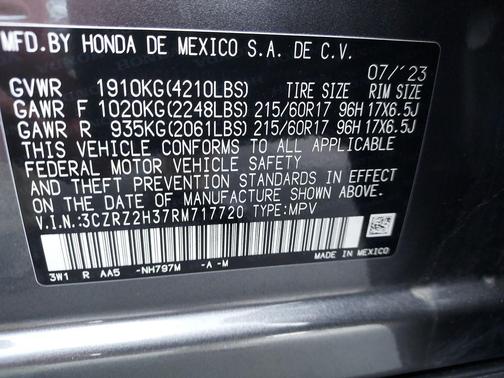 MFD.BY HONDA DE MEXICO S.A. DE C.V.
07/'23
GVWR 1910KG(4210LBS) TIRE SIZE RIM SIZE
GAWR F 1020KG(2248LBS) 215/60R17 96H 17X6.5J
GAWR R 935KG(2061LBS) 215/60R17 96H 17X6.5J
THIS VEHICLE CONFORMS TO ALL APPLICABLE
FEDERAL MOTOR VEHICLE SAFETY
AND THEFT PREVENTION STANDARDS IN EFFECT
ON THE DATE OF MANUFACTURE SHOWN ABOVE.
V.I.N.:3CZRZ2H37RM717720 TYPE:MPV
3W1 R AA5 -NH797M -A -M
MADE IN MEXICO